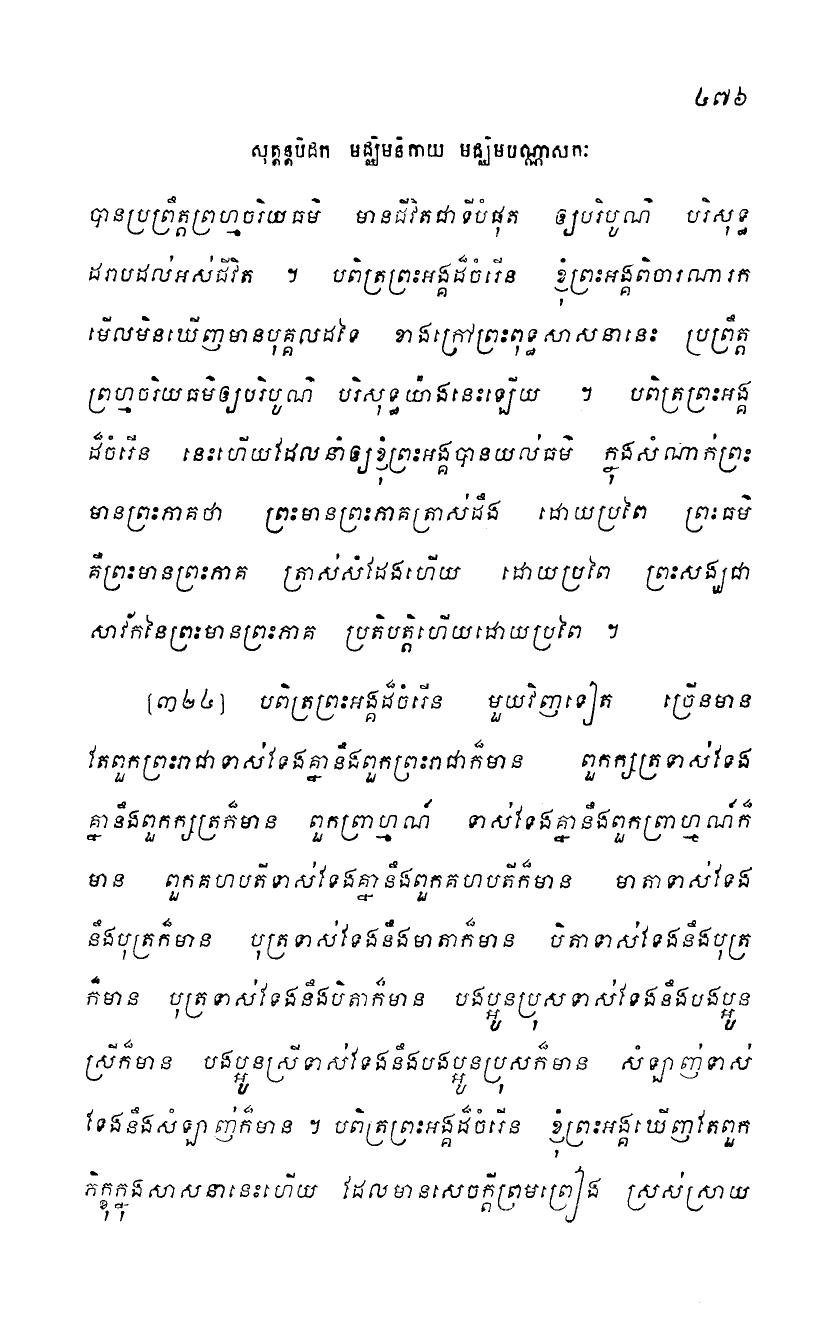 ៤៧៦
សុត្តន្តបិដក មជ្ឈិមនិកាយ មជ្ឈិមបណ្ណាសកៈ
បានប្រព្រឹត្តព្រហ្មចរិយធម៌ មានជីវិតជាទីបំផុត ឲ្យបរិបូណ៌ បរិសុទ្ធ
ដរាបដល់អស់ជីវិត ។ បពិត្រព្រះអង្គដ៏ចំរើន ខ្ញុំព្រះអង្គពិចារណារក
មើលមិនឃើញមានបុគ្គលដទៃ ខាងក្រៅព្រះពុទ្ធសាសនានេះ ប្រព្រឹត្ត
ព្រហ្មចរិយធម៌ឲ្យបរិបូណ៌ បរិសុទ្ធយ៉ាងនេះឡើយ ។ បពិត្រព្រះអង្គ
ដ៏ចំរើន នេះហើយដែលនាំឲ្យខ្ញុំព្រះអង្គបានយល់ធម៌ ក្នុងសំណាក់ព្រះ
មានព្រះភាគថា ព្រះមានព្រះភាគត្រាស់ដឹង ដោយប្រពៃ ព្រះធម៌
គឺព្រះមានព្រះភាគ ត្រាស់សំដែងហើយ ដោយប្រពៃ ព្រះសង្ឃជា
សាវ័កនៃព្រះមានព្រះភាគ ប្រតិបត្តិហើយដោយប្រពៃ ។
[៣២៤] បពិត្រព្រះអង្គដ៏ចំរើន មួយវិញទៀត ច្រើនមាន
តែពួកព្រះរាជាទាស់ទែងគ្នានឹងពួកព្រះរាជាក៏មាន ពួកក្សត្រទាស់ទែង
គ្នានឹងពួកក្សត្រក៏មាន ពួកព្រាហ្មណ៍ ទាស់ទែងគ្នានឹងពួកព្រាហ្មណ៍ក៏
មាន ពួកគហបតីទាស់ទែងគ្នានឹងពួកគហបតីក៏មាន មាតាទាស់ទែង
នឹងបុត្រក៏មាន បុត្រទាស់ទែងនឹងមាតាក៏មាន បិតាទាស់ទែងនឹងបុត្រ
ក៏មាន បុត្រទាស់ទែងនឹងបិតាក៏មាន បងប្អូនប្រុសទាស់ទែងនឹងបងប្អូន
ស្រីក៏មាន បងប្អូនស្រីទាស់ទែងនឹងបងប្អូនប្រុសក៏មាន សំឡាញ់ទាស់
ទែងនឹងសំឡាញ់ក៏មាន ។ បពិត្រព្រះអង្គដ៏ចំរើន ខ្ញុំព្រះអង្គឃើញតែពួក
ភិក្ខុក្នុងសាសនានេះហើយ ដែលមានសេចក្តីព្រមព្រៀង ស្រស់ស្រាយ